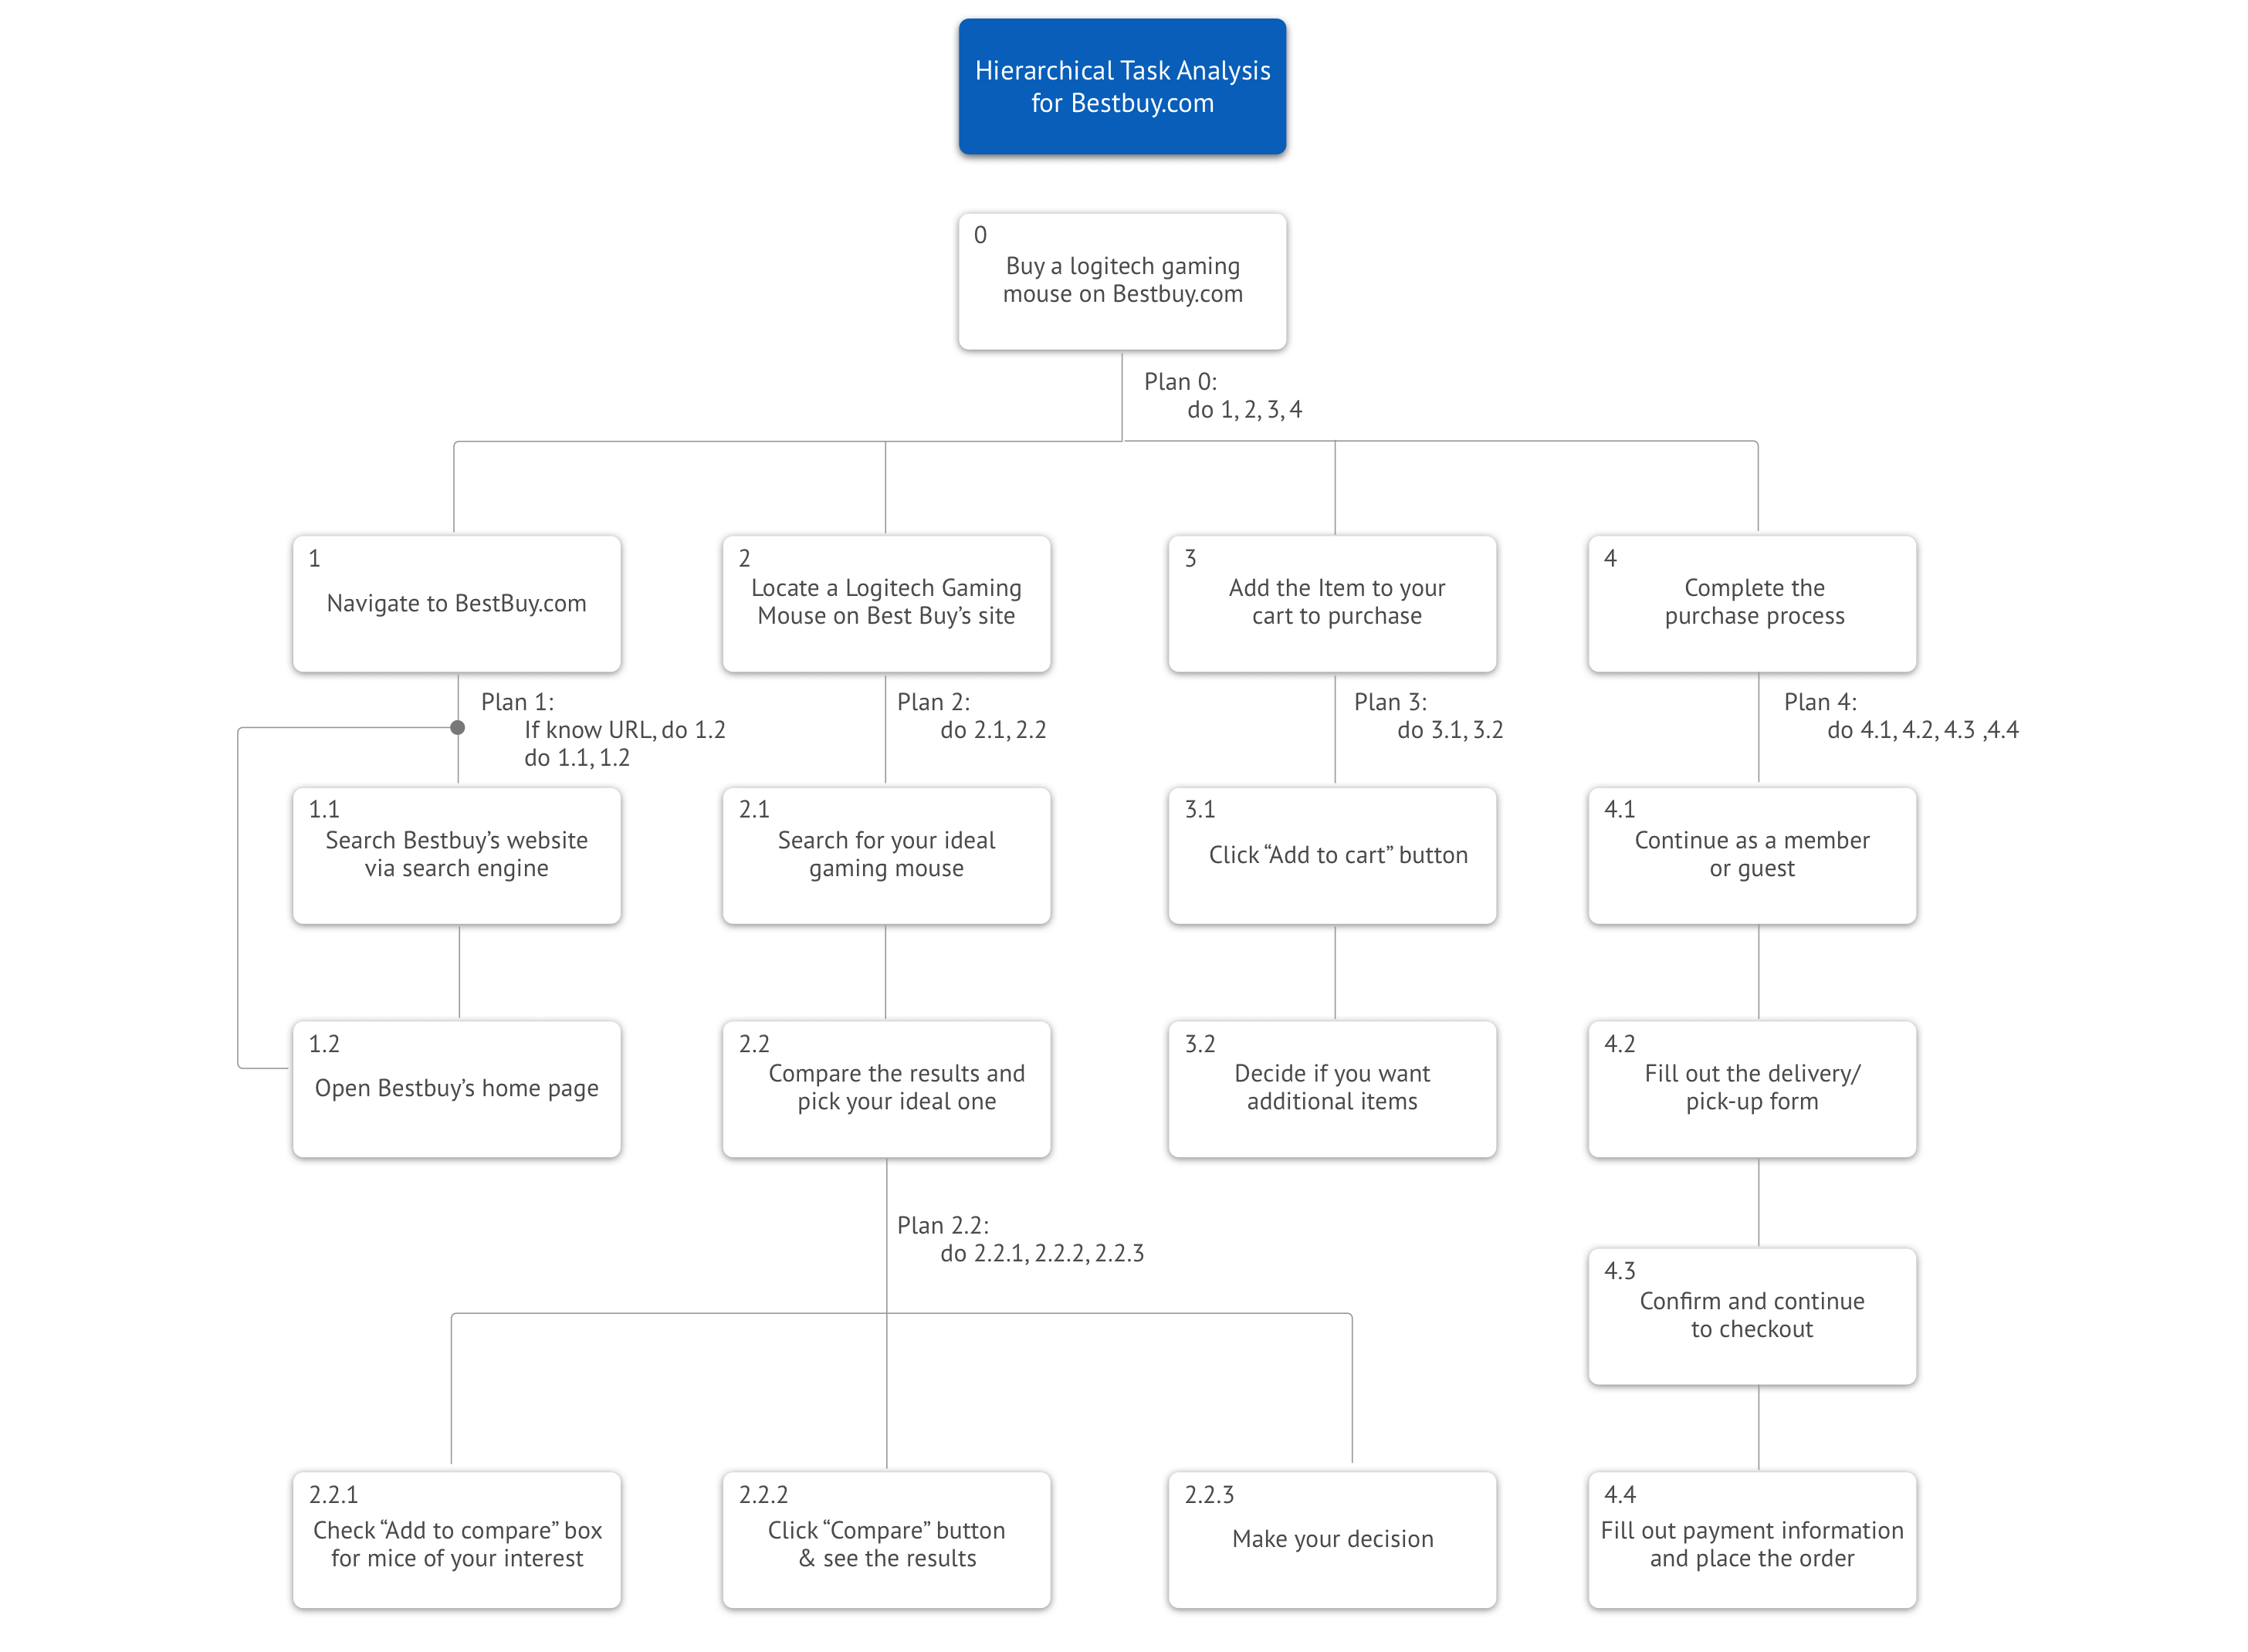 Hierarchical Task Analysis
for Bestbuy.com
0
Buy a logitech gaming
mouse on Bestbuy.com
Plan 0:
do 1, 2, 3, 4
1
Navigate to BestBuy.com
2
Locate a Logitech Gaming
Mouse on Best Buy’s site
3
Add the Item to your
cart to purchase
4
Complete the
purchase process
Plan 1:
If know URL, do 1.2
do 1.1, 1.2
Plan 2:
do 2.1, 2.2
Plan 3:
do 3.1, 3.2
Plan 4:
do 4.1, 4.2, 4.3 ,4.4
1.1
Search Bestbuy’s website
via search engine
2.1
Search for your ideal
gaming mouse
3.1
Click “Add to cart” button
4.1
Continue as a member
or guest
1.2
Open Bestbuy’s home page
2.2
Compare the results and
pick your ideal one
3.2
Decide if you want
additional items
4.2
Fill out the delivery/
pick-up form
Plan 2.2:
do 2.2.1, 2.2.2, 2.2.3
4.3
Confirm and continue
to checkout
2.2.1
Check “Add to compare” box
for mice of your interest
2.2.2
Click “Compare” button
& see the results
2.2.3
Make your decision
4.4
Fill out payment information
and place the order